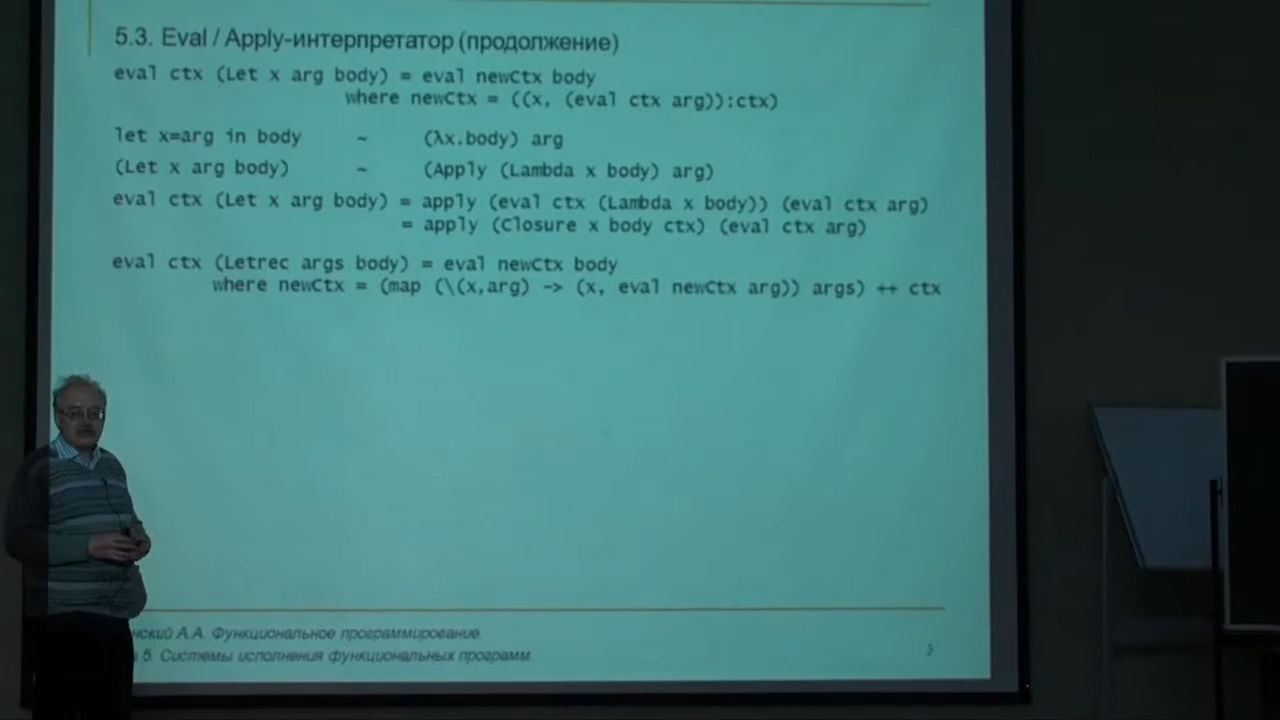 5.3. Eval / Apply-интерпретатор (продолжение)
eval ctx (Let x arg body) = eval newCtx body
where newCtx = ((x, (eval ctx arg)):ctx)
let x=arg in body ~ (λx.body) arg
(Let x arg body) ~ (Apply (Lambda x body) arg)
eval ctx (Let x arg body) = apply (eval ctx (Lambda x body)) (eval ctx arg)
= apply (Closure x body ctx) (eval ctx arg)
eval ctx (Letrec args body) = eval newCtx body
where newCtx = (map (\(x,arg) -> (x, eval newCtx arg)) args) ++ ctx
А.А. Функциональное программирование.
5. Системы исполнения функциональных программ.
3